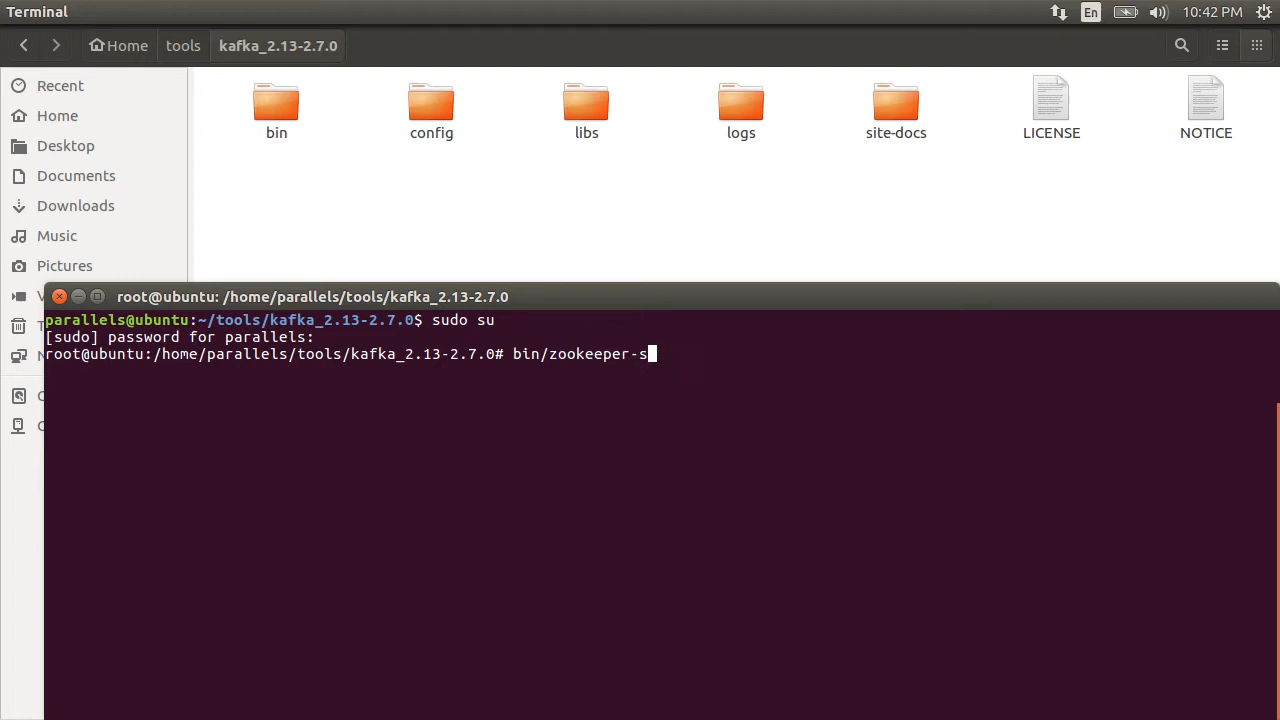 Terminal
En
10:42 PM
Home
tools
kafka_2.13-2.7.0
Recent
Home
Desktop
Documents
Downloads
Music
Pictures
bin
config
libs
logs
site-docs
LICENSE
NOTICE
root@ubuntu: /home/parallels/tools/kafka_2.13-2.7.0
parallels@ubuntu:~/tools/kafka_2.13-2.7.0$ sudo su
[sudo] password for parallels:
root@ubuntu:/home/parallels/tools/kafka_2.13-2.7.0# bin/zookeeper-s